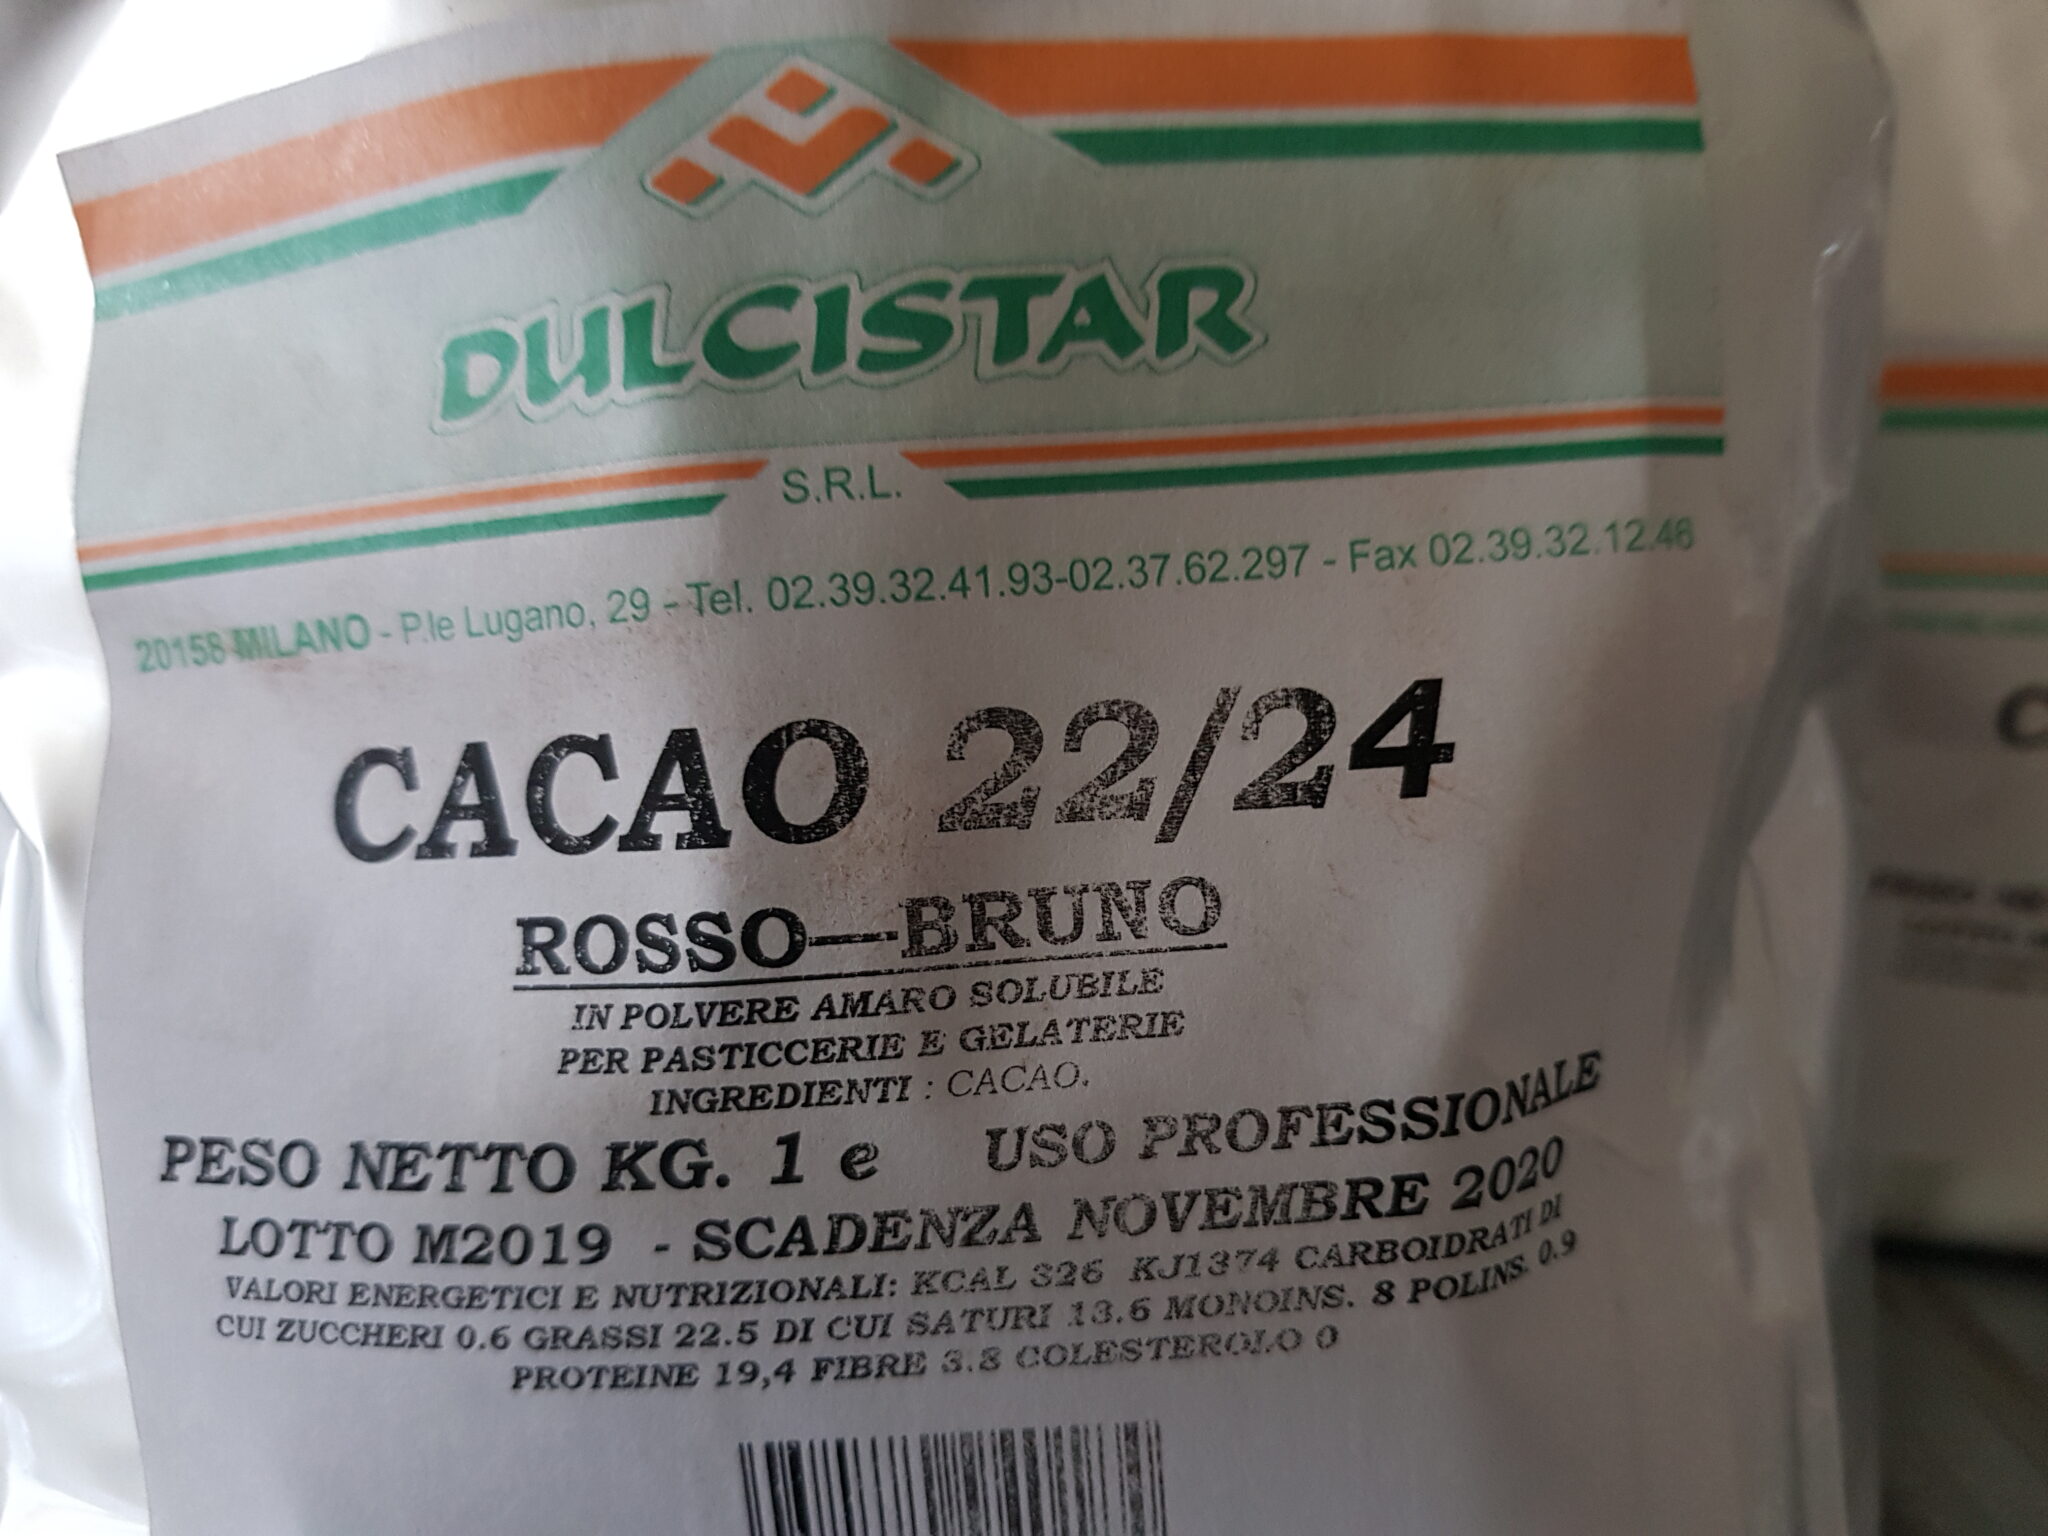 DULCISTAR
S.R.L.
20158 MILANO - P.le Lugano, 29 - Tel. 02.39.32.41.93-02.37.62.297 - Fax 02.39.32.12.46
CACAO 22/24
ROSSO—BRUNO
IN POLVERE AMARO SOLUBILE
PER PASTICCERIE E GELATERIE
INGREDIENTI : CACAO.
PESO NETTO KG. 1 e USO PROFESSIONALE
LOTTO M2019 - SCADENZA NOVEMBRE 2020
VALORI ENERGETICI E NUTRIZIONALI: KCAL 326 KJ1374 CARBOIDRATI DI
CUI ZUCCHERI 0.6 GRASSI 22.5 DI CUI SATURI 13.6 MONOINS. 8 POLINS. 0.9
PROTEINE 19,4 FIBRE 3.8 COLESTEROLO 0